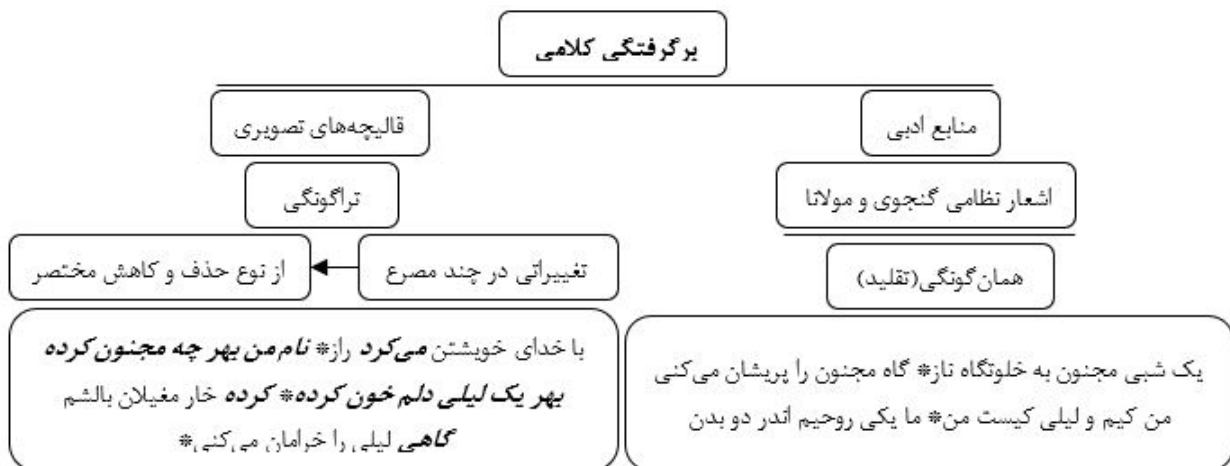 برگرفتگی کلامی
منابع ادبی
قالیچه‌های تصویری
اشعار نظامی گنجوی و مولانا
تراگونگی
همان‌گونگی(تقلید)
تغییراتی در چند مصرع
از نوع حذف و کاهش مختصر
یک شبی مجنون به خلوتگاه ناز* گاه مجنون را پریشان می‌کنی
من کیم و لیلی کیست من* ما یکی روحیم اندر دو بدن
با خدای خویشتن می‌کرد راز* نام من بهر چه مجنون کرده
بهر یک لیلی دلم خون کرده* کرده خار مغیلان بالشم
گاهی لیلی را خرامان می‌کنی*